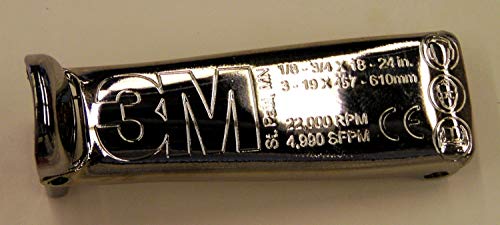 3M
St. Paul, MN
1/8 - 3/4 X 18 - 24 in.
3 - 19 X 457 - 610mm
22,000 RPM
4,990 SFPM
CE